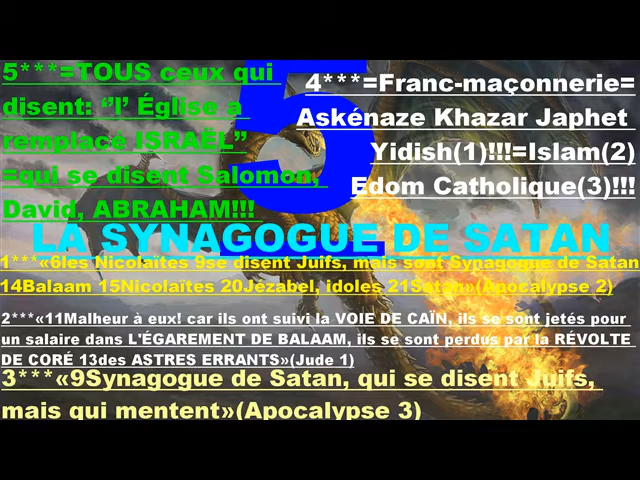 5***=TOUS ceux qui
disent: ‘’l’ Église a
remplacé ISRAËL”
=qui se disent Salomon,
David, ABRAHAM!!!
4***=Franc-maçonnerie=
Askénaze Khazar Japhet
Yidish(1)!!!=Islam(2)
Edom Catholique(3)!!!
5
LA SYNAGOGUE DE SATAN
1***«6les Nicolaïtes 9se disent Juifs, mais sont Synagogue de Satan
14Balaam 15Nicolaïtes 20Jézabel, idoles 21Satan»(Apocalypse 2)
2***«11Malheur à eux! car ils ont suivi la VOIE DE CAÏN, ils se sont jetés pour
un salaire dans L'ÉGAREMENT DE BALAAM, ils se sont perdus par la RÉVOLTE
DE CORÉ 13des ASTRES ERRANTS»(Jude 1)
3***«9Synagogue de Satan, qui se disent Juifs,
mais qui mentent»(Apocalypse 3)